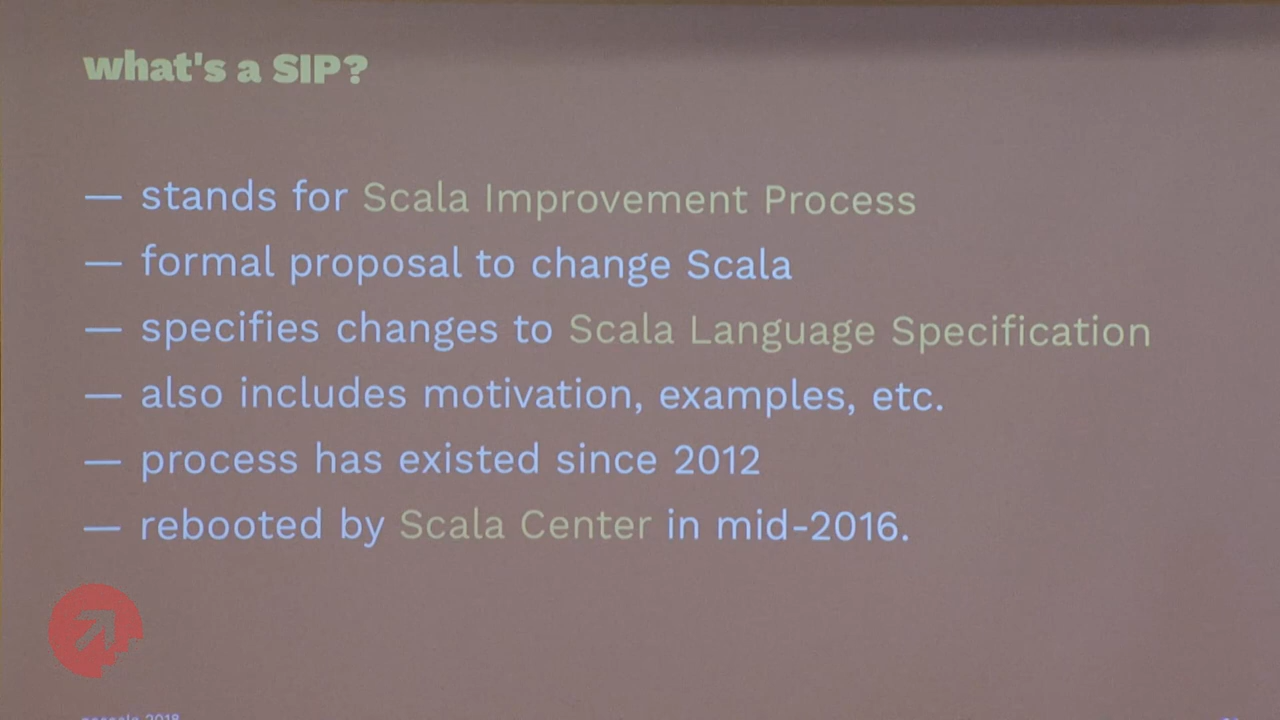 what's a SIP?
— stands for Scala Improvement Process
— formal proposal to change Scala
— specifies changes to Scala Language Specification
— also includes motivation, examples, etc.
— process has existed since 2012
— rebooted by Scala Center in mid-2016.
2018